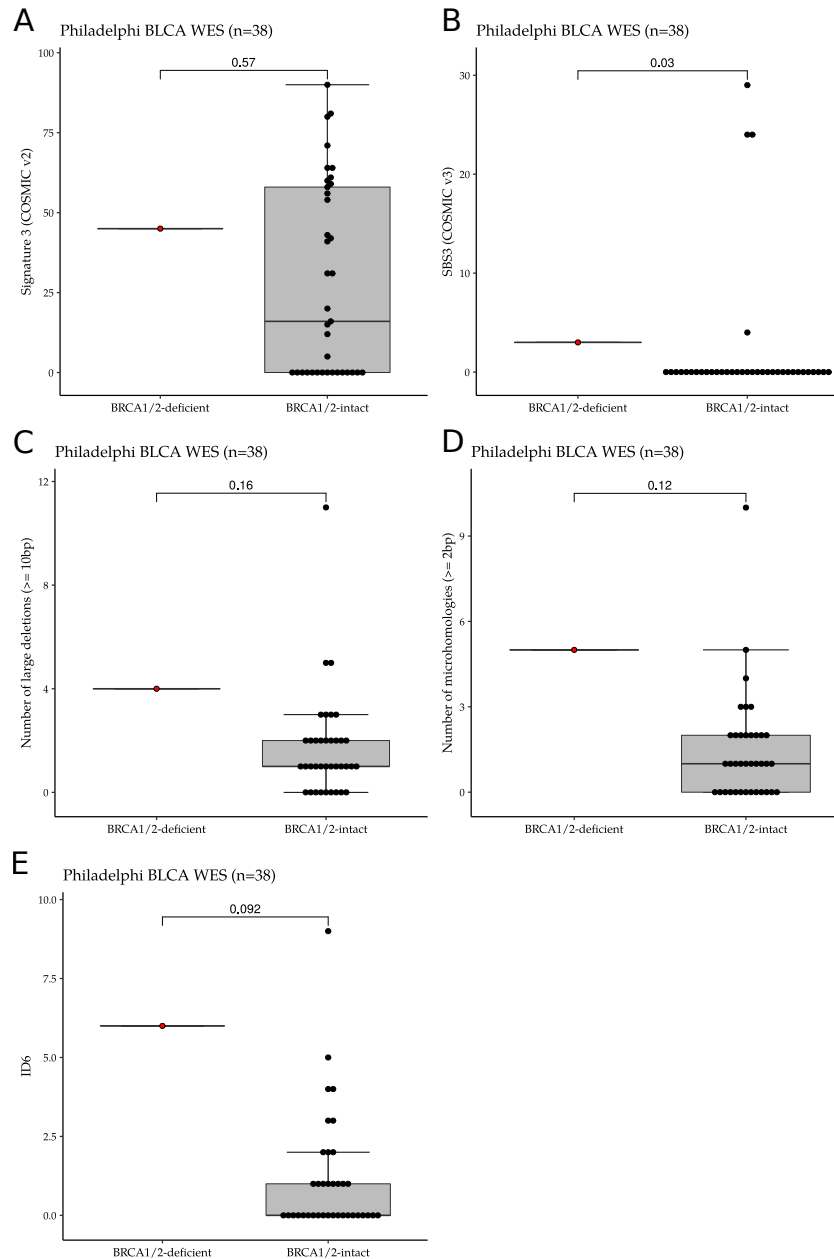 A
Philadelphi BLCA WES (n=38)
0.57
100
75
50
25
0
Signature 3 (COSMIC v2)
BRCA1/2-deficient
BRCA1/2-intact
B
Philadelphi BLCA WES (n=38)
0.03
30
20
10
0
SBS3 (COSMIC v3)
BRCA1/2-deficient
BRCA1/2-intact
C
Philadelphi BLCA WES (n=38)
0.16
12
8
4
0
Number of large deletions (>= 10bp)
BRCA1/2-deficient
BRCA1/2-intact
D
Philadelphi BLCA WES (n=38)
0.12
9
6
3
0
Number of microhomologies (>= 2bp)
BRCA1/2-deficient
BRCA1/2-intact
E
Philadelphi BLCA WES (n=38)
0.092
10.0
7.5
5.0
2.5
0.0
ID6
BRCA1/2-deficient
BRCA1/2-intact